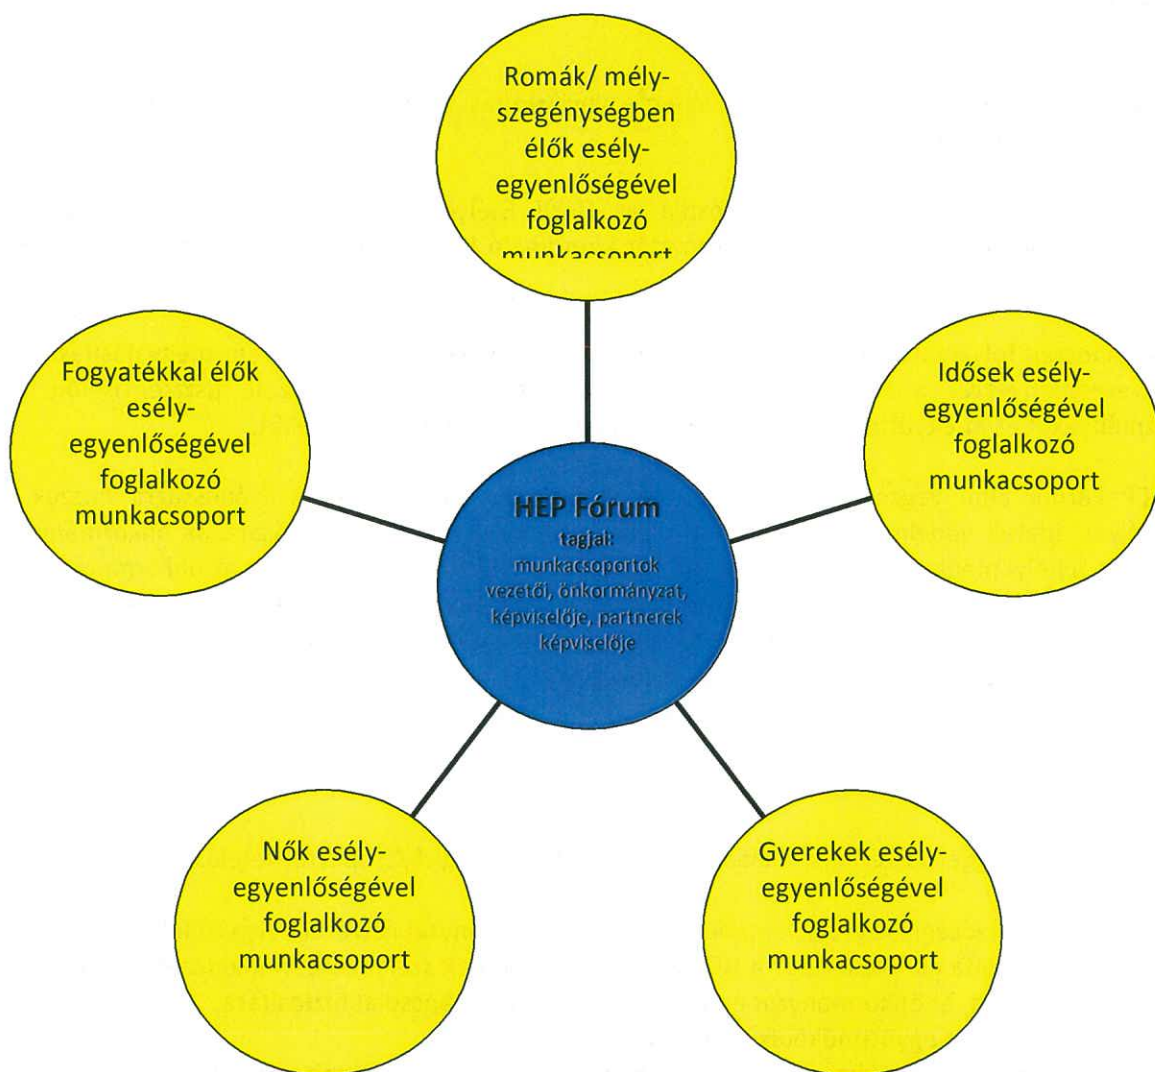 Romák/ mély-
szegénységben
élők esély-
egyenlőségével
foglalkozó
munkacsoport
Fogyatékkal élők
esély-
egyenlőségével
foglalkozó
munkacsoport
Idősek esély-
egyenlőségével
foglalkozó
munkacsoport
HEP Fórum
tagjai:
munkacsoportok
vezetői, önkormányzat,
képviselője, partnerek
képviselője
Nők esély-
egyenlőségével
foglalkozó
munkacsoport
Gyerekek esély-
egyenlőségével
foglalkozó
munkacsoport